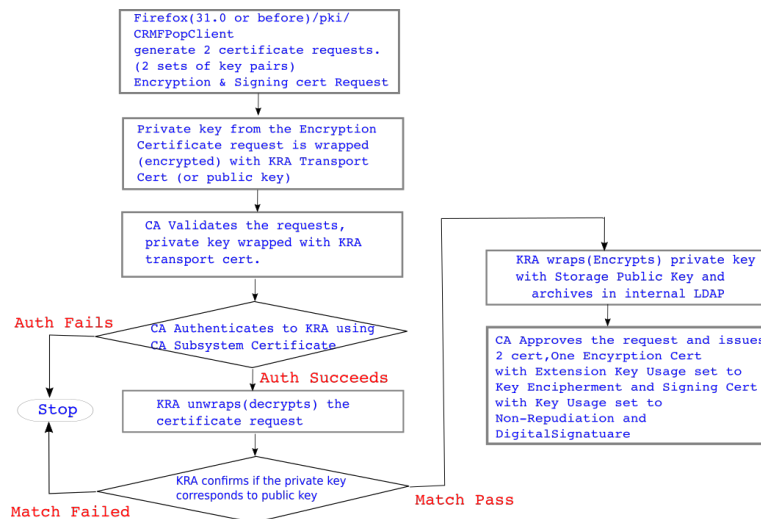 Firefox(31.0 or before)/pki/
CRMFPopClient
generate 2 certificate requests.
(2 sets of key pairs)
Encryption & Signing cert Request
Private key from the Encryption
Certificate request is wrapped
(encrypted) with KRA Transport
Cert (or public key)
CA Validates the requests,
private key wrapped with KRA
transport cert.
CA Authenticates to KRA using
CA Subsystem Certificate
Auth Fails
Auth Succeeds
Stop
KRA unwraps(decrypts) the
certificate request
KRA confirms if the private key
corresponds to public key
Match Failed
Match Pass
KRA wraps(Encrypts) private key
with Storage Public Key and
archives in internal LDAP
CA Approves the request and issues
2 cert,One Encyrption Cert
with Extension Key Usage set to
Key Encipherment and Signing Cert
with Key Usage set to
Non-Repudiation and
DigitalSignatuare